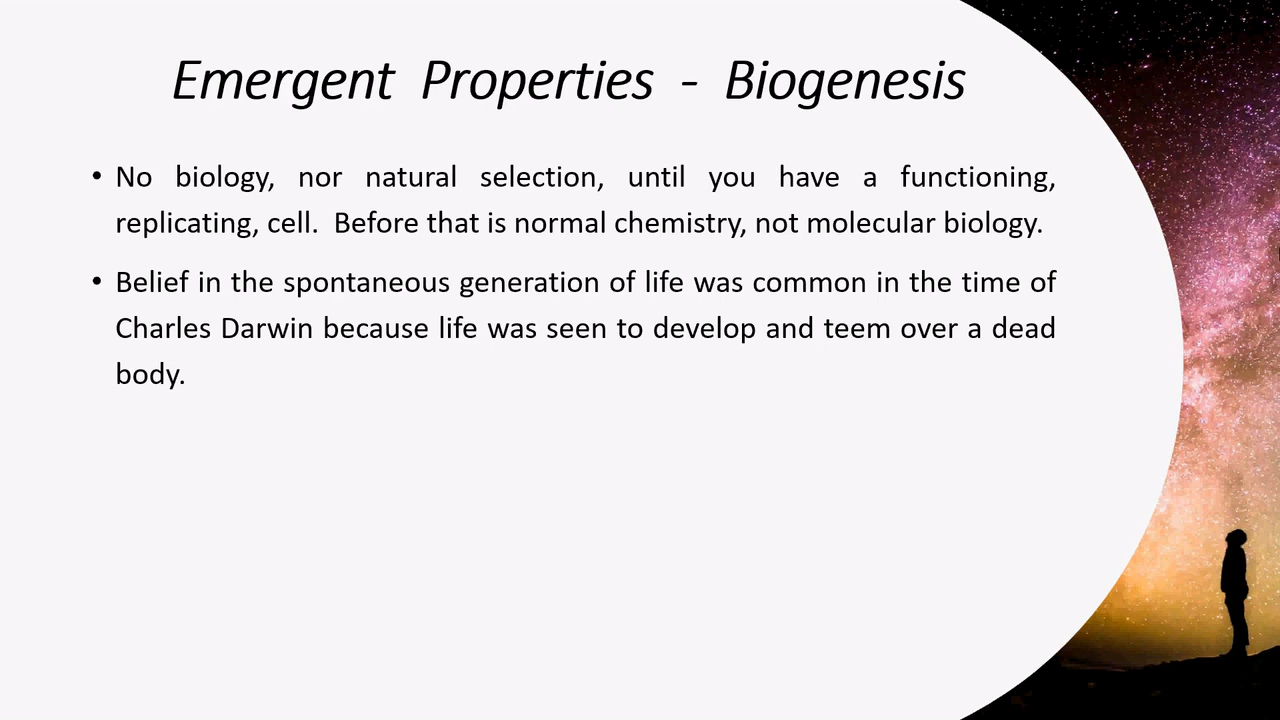 Emergent Properties - Biogenesis
• No biology, nor natural selection, until you have a functioning,
replicating, cell. Before that is normal chemistry, not molecular biology.
• Belief in the spontaneous generation of life was common in the time of
Charles Darwin because life was seen to develop and teem over a dead
body.